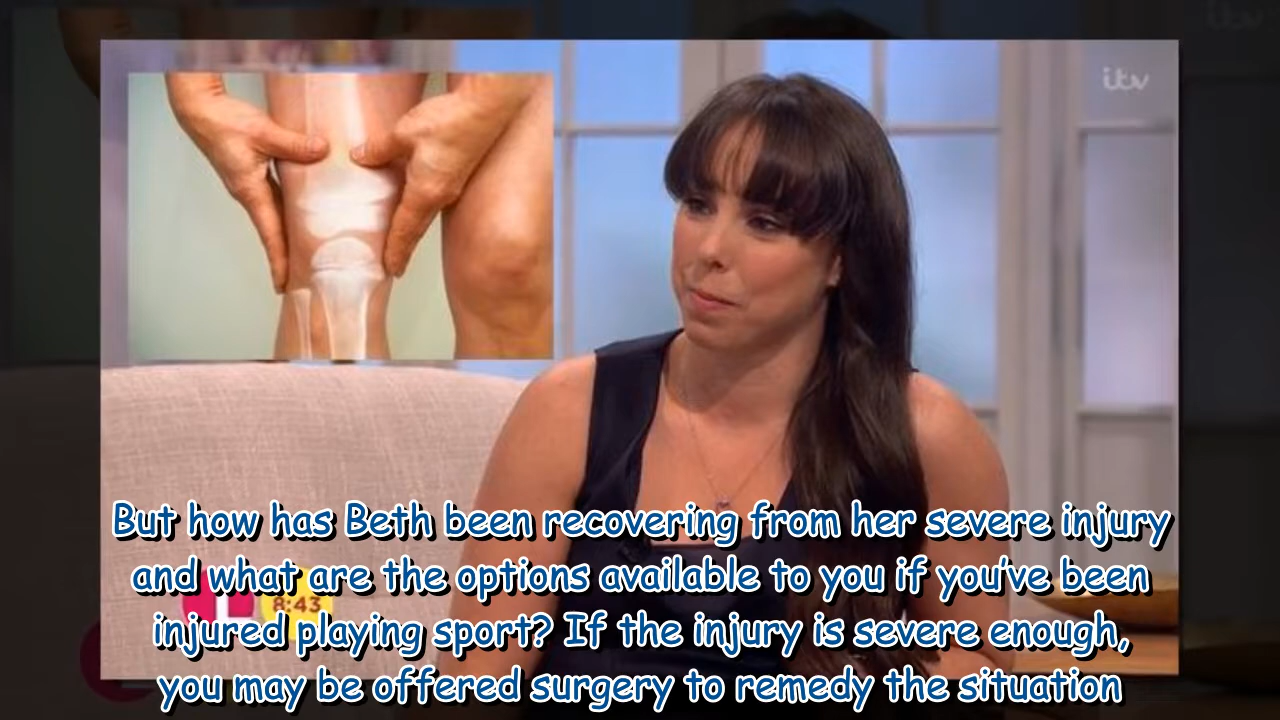 itv
But how has Beth been recovering from her severe injury
and what are the options available to you if you've been
8:43
injured playing sport? If the injury is severe enough,
you may be offered surgery to remedy the situation